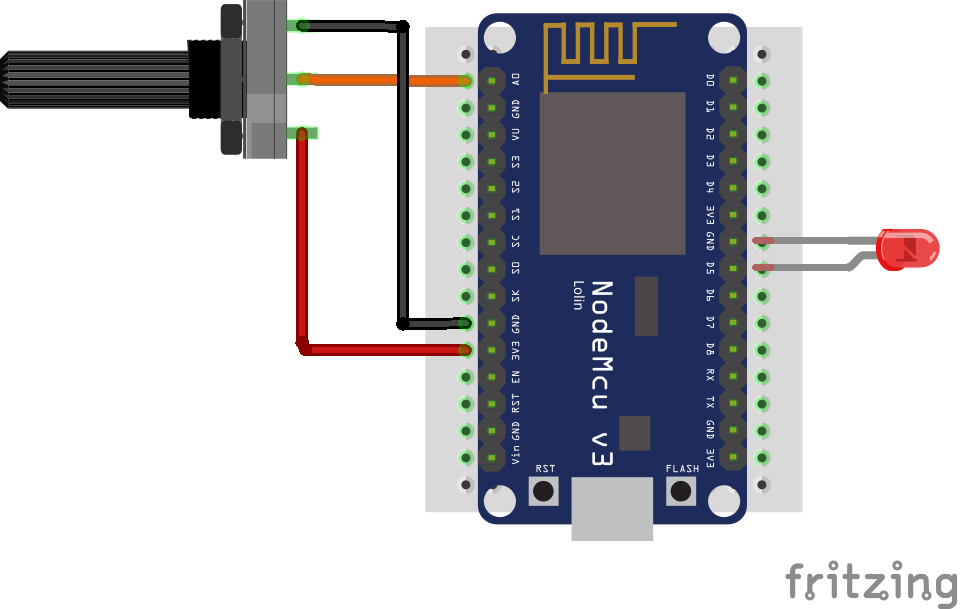 A0
GND
VU
S3
S2
S1
SC
S0
SK
GND
3V3
EN
RST
GND
Vin
D0
D1
D2
D3
D4
3V3
GND
D5
D6
D7
D8
RX
TX
GND
3V3
NodeMcu v3
Lolin
RST
FLASH
fritzing